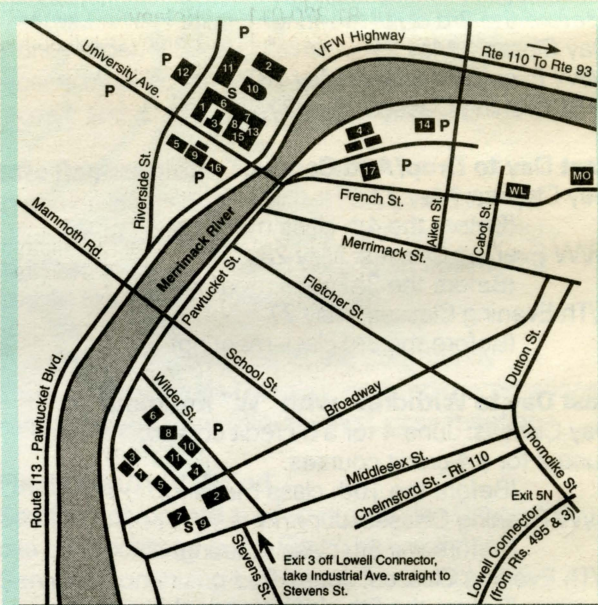 P
VFW Highway
Rte 110 To Rte 93
University Ave.
P
11
2
12
10
P
S
1
6
7
3
8
13
15
14
P
4
5
9
16
17
P
P
WL
MO
French St.
Riverside St.
Aiken St.
Cabot St.
Mammoth Rd.
Merrimack River
Merrimack St.
Pawtucket St.
Fletcher St.
Dutton St.
School St.
Broadway
Wilder St.
P
6
8
10
11
3
1
4
5
2
7
S
9
Middlesex St.
Chelmsford St. - Rt. 110
Thorndike St.
Exit 5N
Lowell Connector
(from Rts. 495 & 3)
Route 113 - Pawtucket Blvd.
Stevens St.
Exit 3 off Lowell Connector,
take Industrial Ave. straight to
Stevens St.